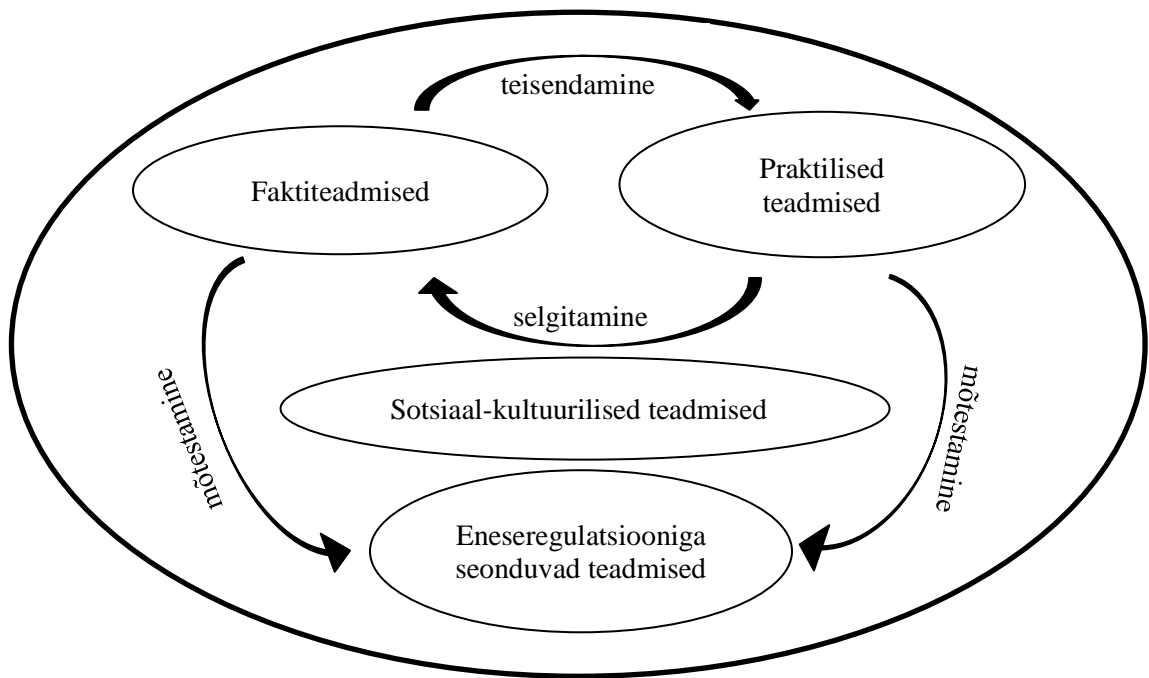 teisendamine
Faktiteadmised
Praktilised
teadmised
selgitamine
mõtestamine
mõtestamine
Sotsiaal-kultuurilised teadmised
Eneseregulatsiooniga
seonduvad teadmised